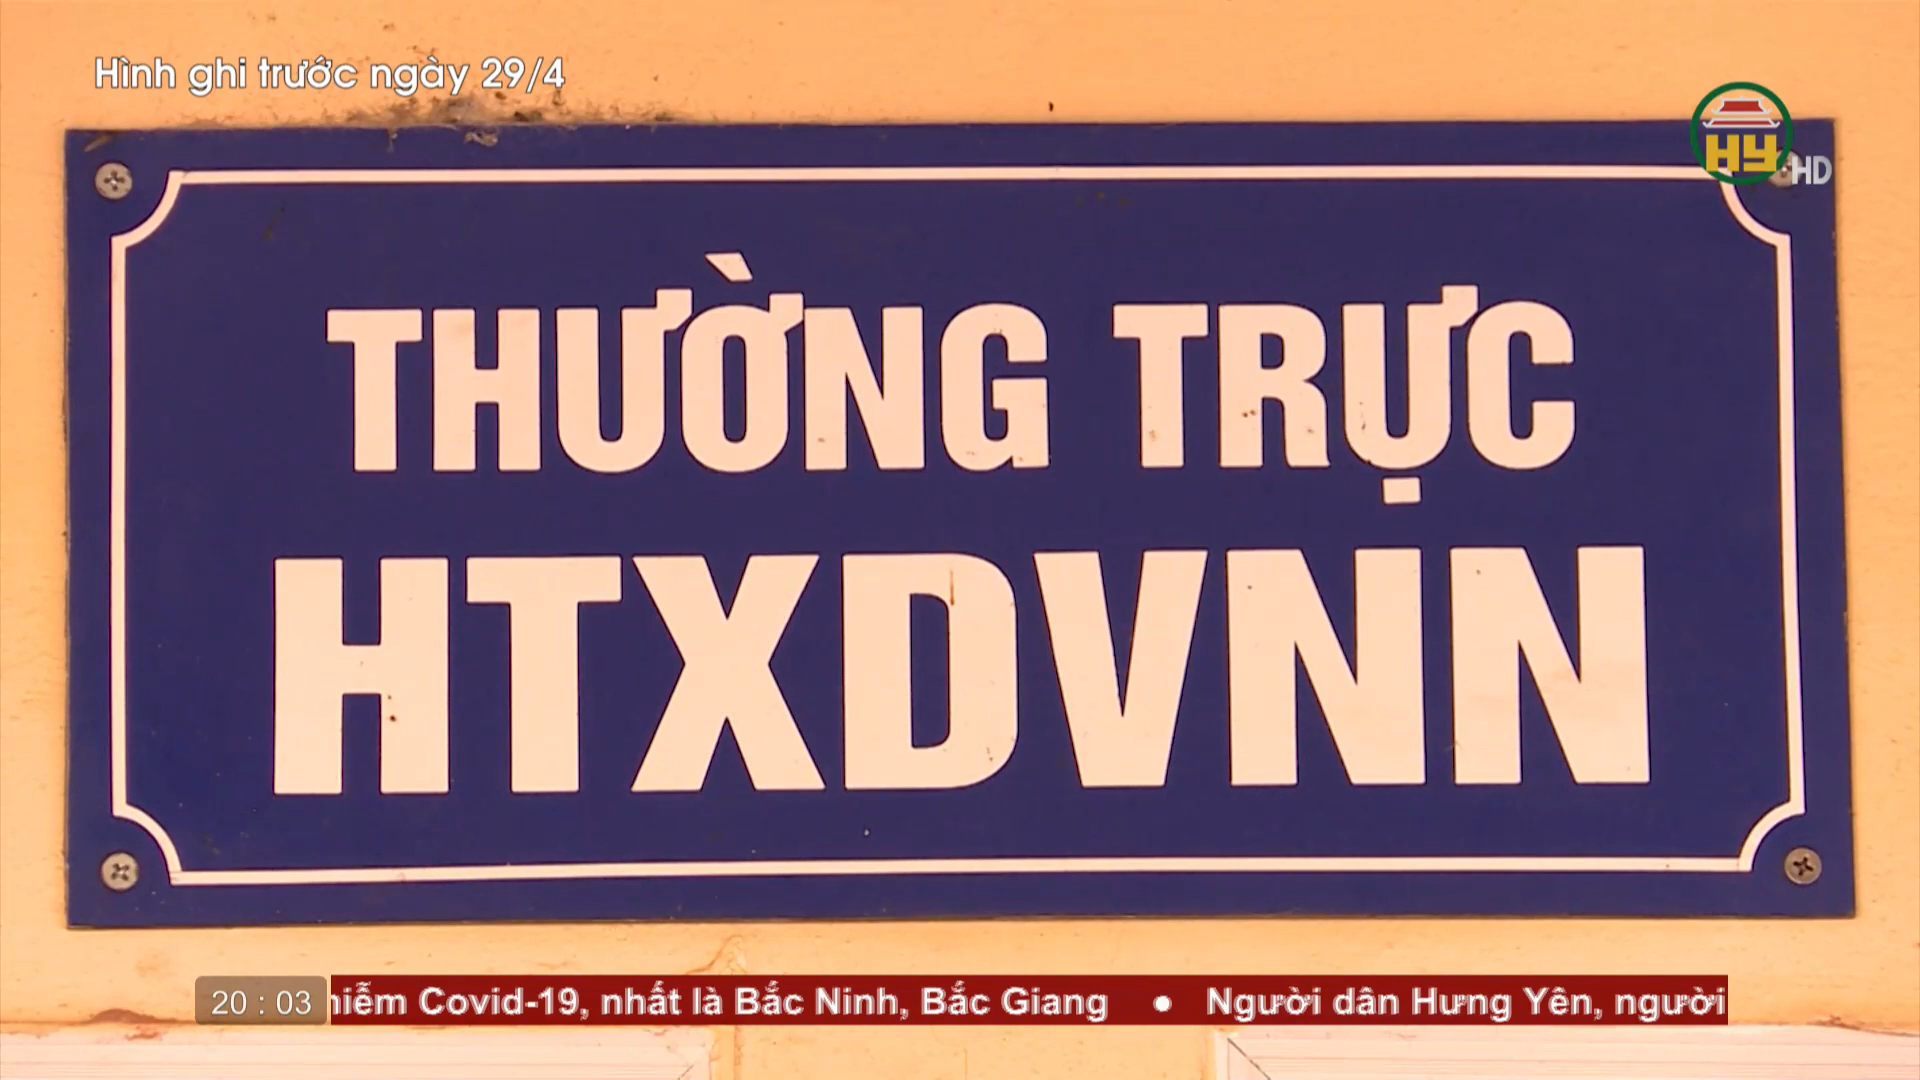 Hình ghi trước ngày 29/4
HY HD
THƯỜNG TRỰC
HTXDVNN
20 : 03
Covid-19, nhất là Bắc Ninh, Bắc Giang • Người dân Hưng Yên, người